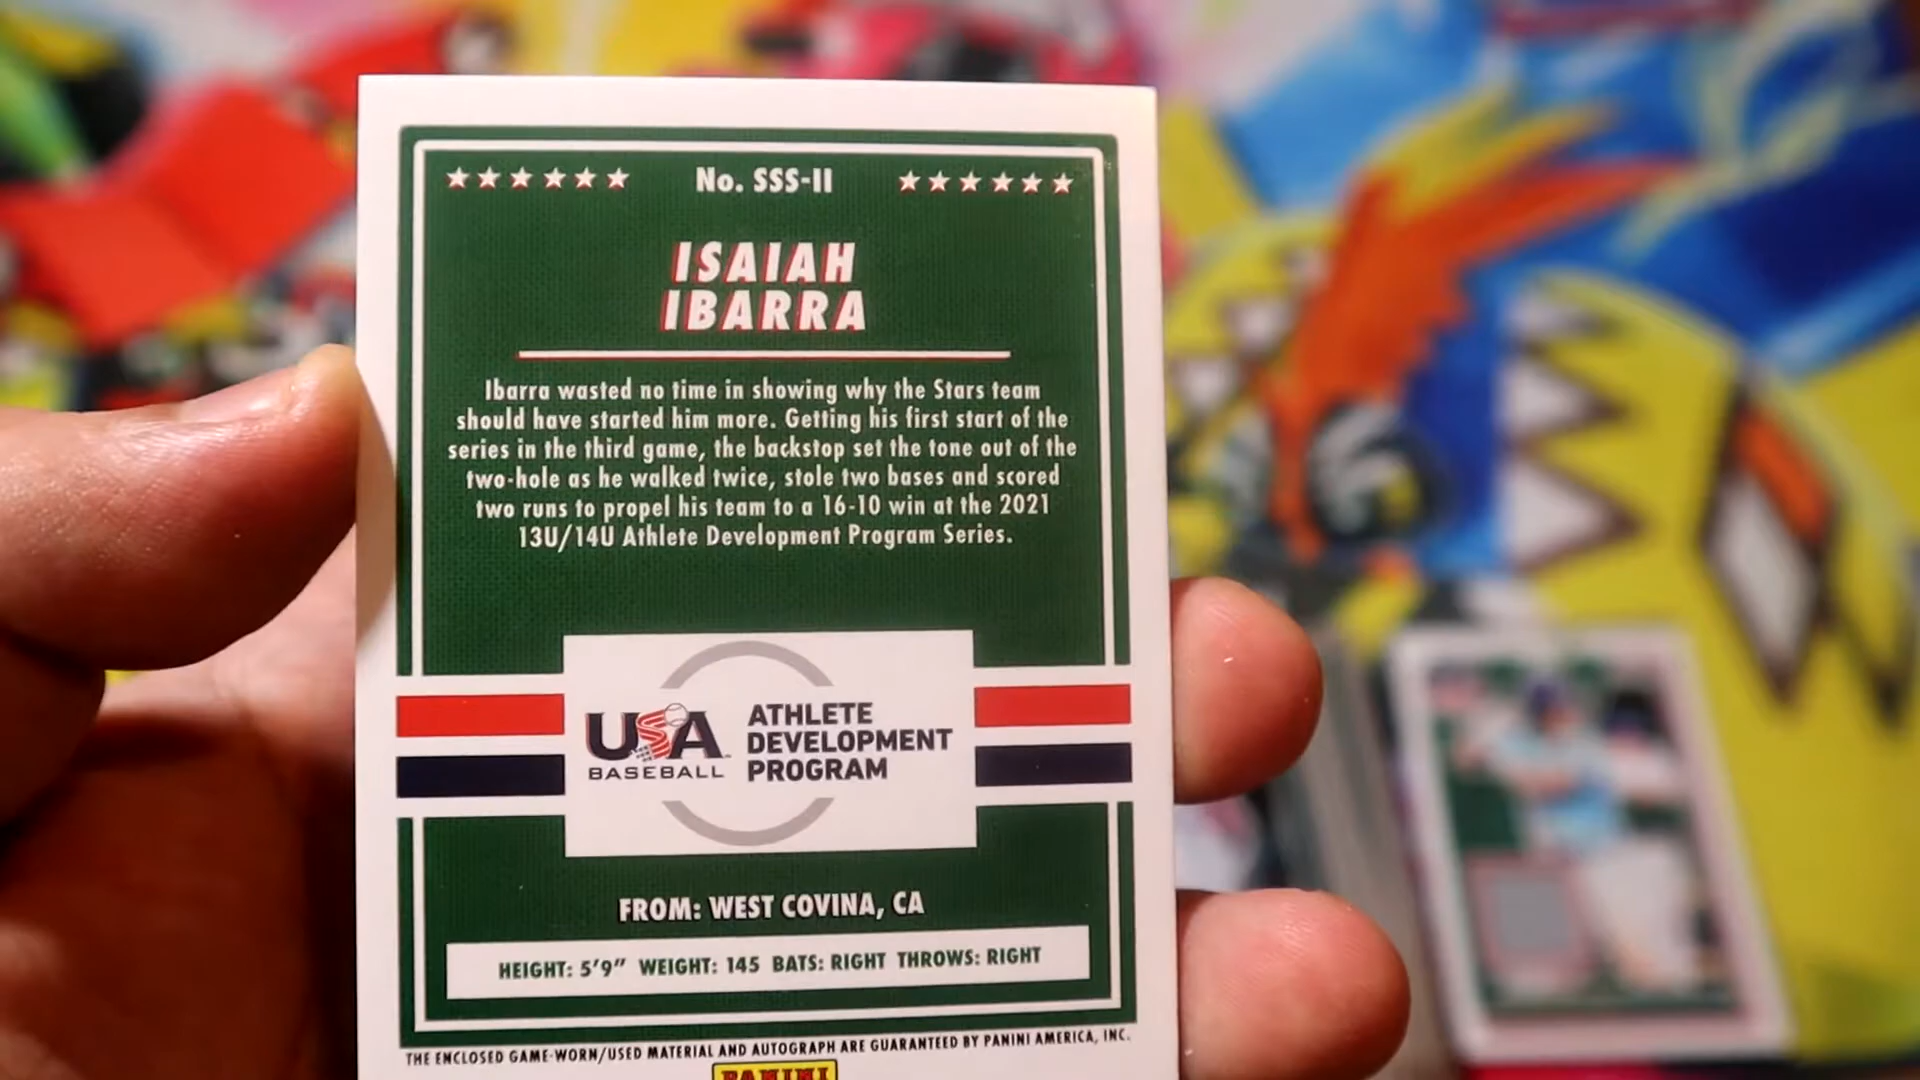 No. SSS-II
ISAIAH
IBARRA
Ibarra wasted no time in showing why the Stars team
should have started him more. Getting his first start of the
series in the third game, the backstop set the tone out of the
two-hole as he walked twice, stole two bases and scored
two runs to propel his team to a 16-10 win at the 2021
13U/14U Athlete Development Program Series.
USA
BASEBALL
ATHLETE
DEVELOPMENT
PROGRAM
FROM: WEST COVINA, CA
HEIGHT: 5'9" WEIGHT: 145 BATS: RIGHT THROWS: RIGHT
THE ENCLOSED GAME-WORN/USED MATERIAL AND AUTOGRAPH ARE GUARANTEED BY PANINI AMERICA, INC.
PANINI